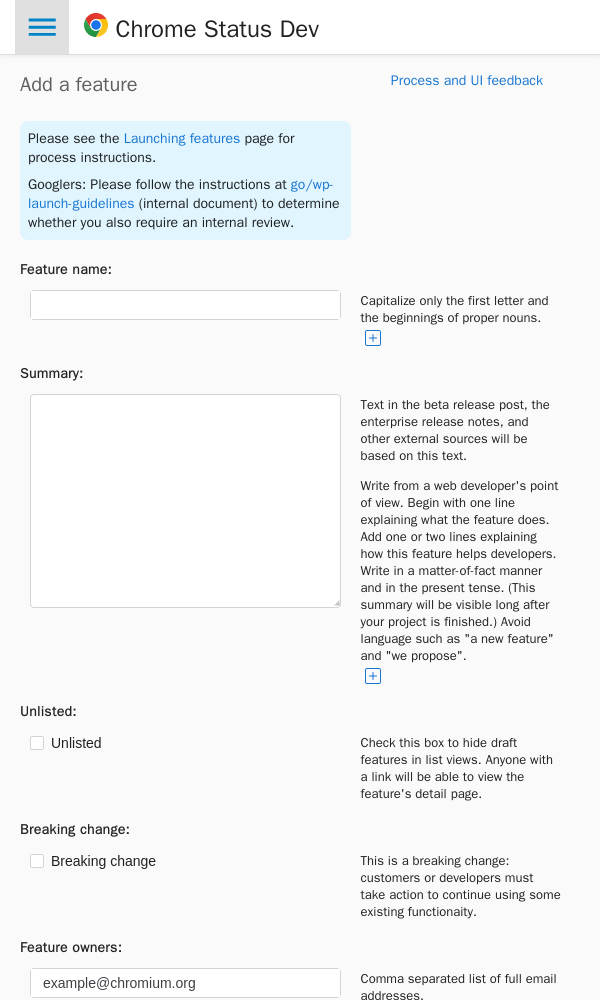 Chrome Status Dev
Add a feature
Process and UI feedback
Please see the Launching features page for
process instructions.
Googlers: Please follow the instructions at go/wp-
launch-guidelines (internal document) to determine
whether you also require an internal review.
Feature name:
Capitalize only the first letter and
the beginnings of proper nouns.
Summary:
Text in the beta release post, the
enterprise release notes, and
other external sources will be
based on this text.
Write from a web developer's point
of view. Begin with one line
explaining what the feature does.
Add one or two lines explaining
how this feature helps developers.
Write in a matter-of-fact manner
and in the present tense. (This
summary will be visible long after
your project is finished.) Avoid
language such as "a new feature"
and "we propose".
Unlisted:
Unlisted
Check this box to hide draft
features in list views. Anyone with
a link will be able to view the
feature's detail page.
Breaking change:
Breaking change
This is a breaking change:
customers or developers must
take action to continue using some
existing functionaity.
Feature owners:
example@chromium.org
Comma separated list of full email
addresses.